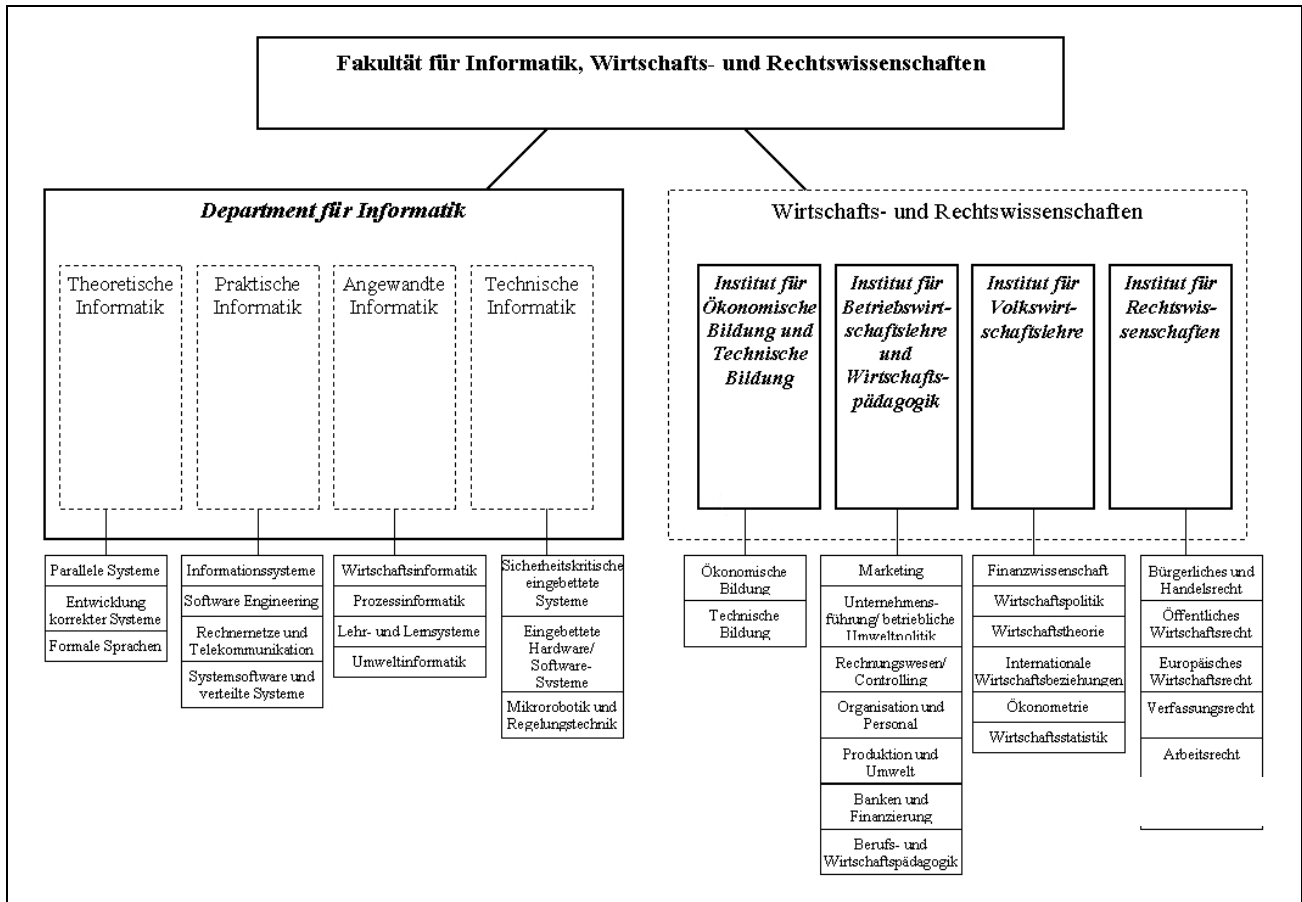 Fakultät für Informatik, Wirtschafts- und Rechtswissenschaften
Department für Informatik
Theoretische
Informatik
Praktische
Informatik
Angewandte
Informatik
Technische
Informatik
Parallele Systeme
Entwicklung
korrekter Systeme
Formale Sprachen
Informationssysteme
Software Engineering
Rechnernetze und
Telekommunikation
Systemsoftware und
verteilte Systeme
Wirtschaftsinformatik
Prozessinformatik
Lehr- und Lernsysteme
Umweltinformatik
Sicherheitskritische
eingebettete
Systeme
Eingebettete
Hardware/
Software-
Systeme
Mikrorobotik und
Regelungstechnik
Wirtschafts- und Rechtswissenschaften
Institut für
Ökonomische
Bildung und
Technische
Bildung
Institut für
Betriebswirt-
schaftslehre
und
Wirtschafts-
pädagogik
Institut für
Volkswirt-
schaftslehre
Institut für
Rechtswis-
senschaften
Ökonomische
Bildung
Technische
Bildung
Marketing
Unternehmens-
führung/ betriebliche
Umweltpolitik
Rechnungswesen/
Controlling
Organisation und
Personal
Produktion und
Umwelt
Banken und
Finanzierung
Berufs- und
Wirtschaftspädagogik
Finanzwissenschaft
Wirtschaftspolitik
Wirtschaftstheorie
Internationale
Wirtschaftsbeziehungen
Ökonometrie
Wirtschaftsstatistik
Bürgerliches und
Handelsrecht
Öffentliches
Wirtschaftsrecht
Europäisches
Wirtschaftsrecht
Verfassungsrecht
Arbeitsrecht